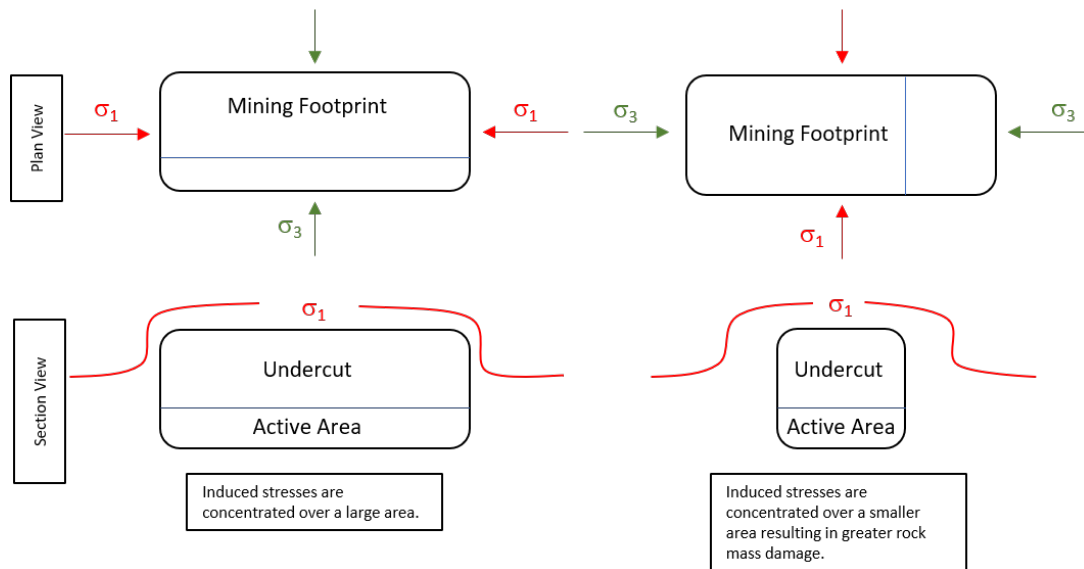 Plan View
σ1
Mining Footprint
σ1
σ3
σ3
Mining Footprint
σ3
σ1
Section View
σ1
Undercut
Active Area
σ1
Undercut
Active Area
Induced stresses are
concentrated over a large area.
Induced stresses are
concentrated over a smaller
area resulting in greater rock
mass damage.